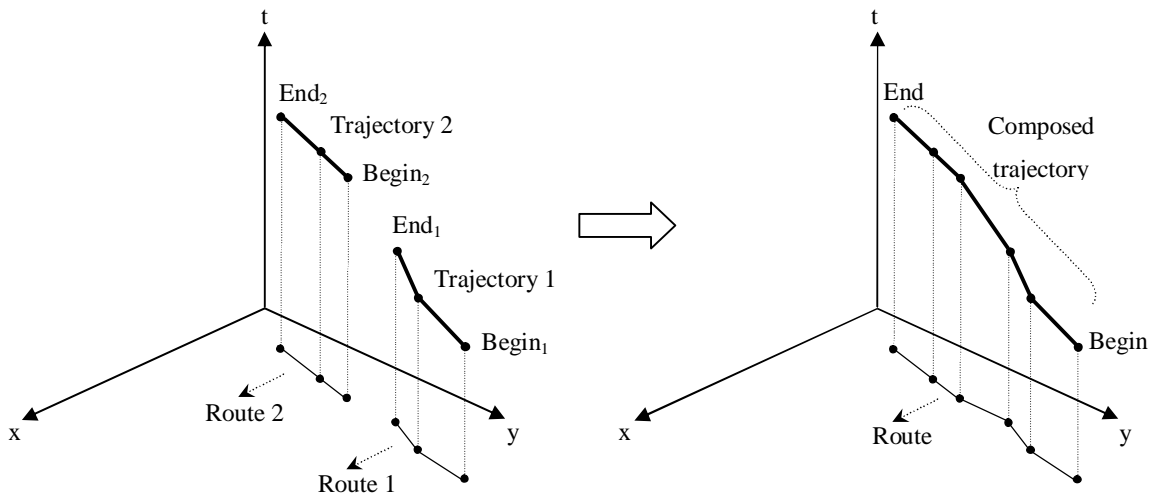 t
End₂
Trajectory 2
Begin₂
End₁
Trajectory 1
Begin₁
Route 2
x
y
Route 1
t
End
Composed
trajectory
Begin
x
Route
y